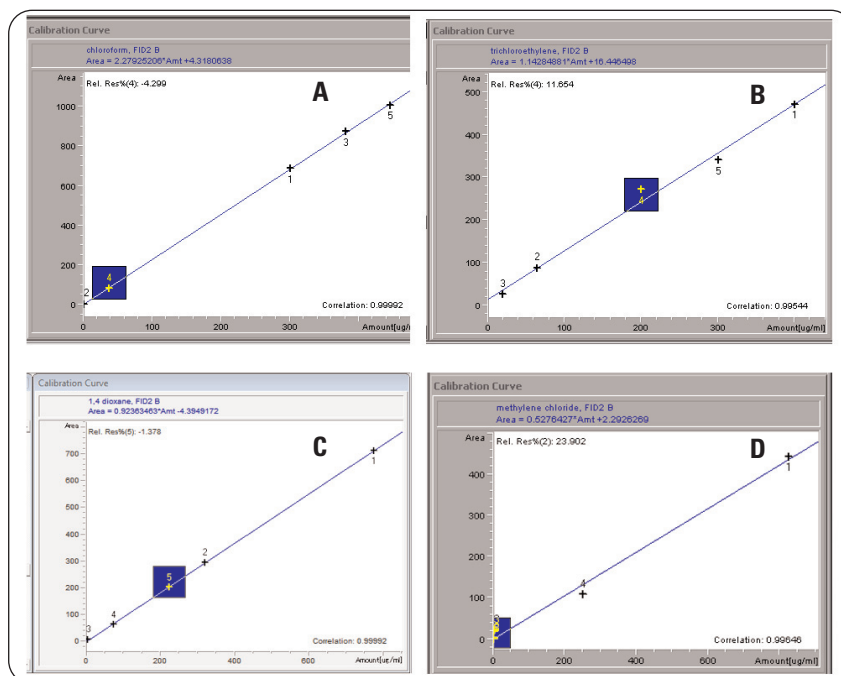 Calibration Curve
chloroform, FID2 B
Area = 2.27925206*Amt +4.3180638
Area
Rel. Res%(4): -4.299
A
1000
800
600
400
200
0
5
3
1
4
2
Correlation: 0.99992
0
100
200
300
Amount[ug/m
Calibration Curve
trichloroethylene, FID2 B
Area = 1.14284881*Amt +16.446498
Area
Rel. Res%(4): 11.654
B
500
400
300
200
100
0
1
5
4
2
3
Correlation: 0.99544
0
100
200
300
Amount[ug/ml]
Calibration Curve
1,4 dioxane, FID2 B
Area = 0.92363463*Amt -4.3949172
Area
Rel. Res%(5): -1.378
C
700
600
500
400
300
200
100
0
1
2
5
4
3
Correlation: 0.99992
0
200
400
600
Amount[ug/ml]
Calibration Curve
methylene chloride, FID2 B
Area = 0.5276427*Amt +2.2926269
Area
Rel. Res%(2): 23.902
D
400
300
200
100
0
1
4
Correlation: 0.99646
0
200
400
600
Amount[ug/ml]